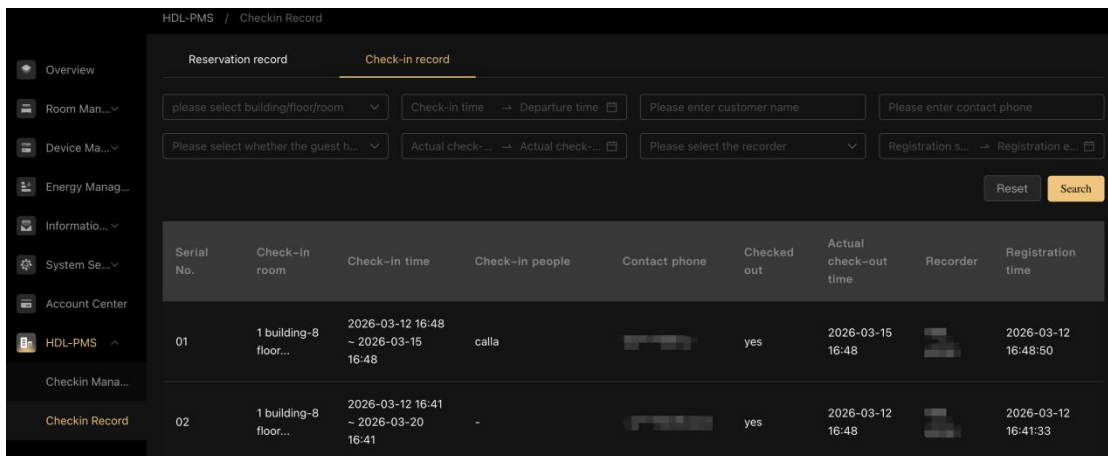 HDL-PMS / Checkin Record
Overview
Room Man...
Device Ma...
Energy Manag...
Informatio...
System Se...
Account Center
HDL-PMS
Checkin Mana...
Checkin Record
Reservation record Check-in record
please select building/floor/room Check-in time → Departure time Please enter customer name Please enter contact phone
Please select whether the guest h... Actual check-... → Actual check-... Please select the recorder Registration s... → Registration e...
Reset Search
Serial No. Check-in room Check-in time Check-in people Contact phone Checked out Actual check-out time Recorder Registration time
01 1 building-8 floor... 2026-03-12 16:48 ~ 2026-03-15 16:48 calla yes 2026-03-15 16:48 2026-03-12 16:48:50
02 1 building-8 floor... 2026-03-12 16:41 ~ 2026-03-20 16:41 - yes 2026-03-12 16:48 2026-03-12 16:41:33